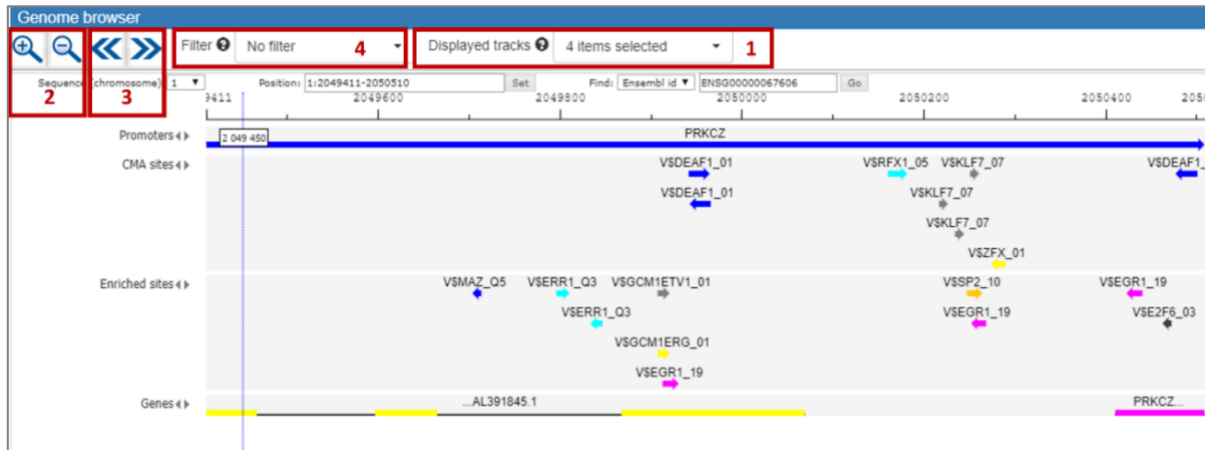 Genome browser
Filter ? No filter 4 Displayed tracks ? 4 items selected 1
Sequence (chromosome) 1 Position: 1:2049411-2050510 Set Find: Ensembl id ENSG00000067606 Go
2 3
9411 2049600 2049800 2050000 2050200 2050400 205
Promoters 2 049 450 PRKCZ
CMA sites V$DEAF1_01 V$RFX1_05 V$KLF7_07 V$DEAF1_
V$DEAF1_01 V$KLF7_07
V$KLF7_07
V$ZFX_01
Enriched sites V$MAZ_Q5 V$ERR1_Q3 V$GCM1ETV1_01 V$SP2_10 V$EGR1_19
V$ERR1_Q3 V$EGR1_19 V$E2F6_03
V$GCM1ERG_01
V$EGR1_19
Genes ...AL391845.1 PRKCZ...